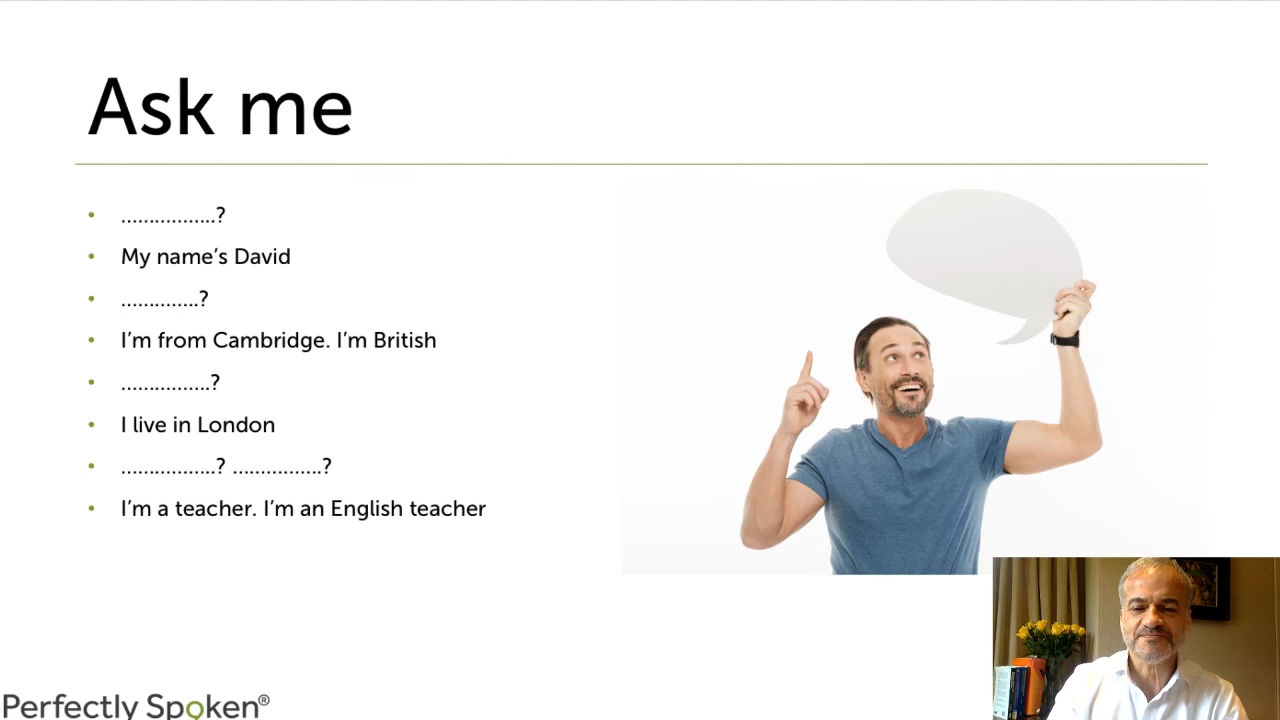 Ask me
• ……………..?
My name's David
• …………..?
I'm from Cambridge. I'm British
• …………….?
I live in London
• ……………..? …………….?
I'm a teacher. I'm an English teacher
Perfectly Spoken®